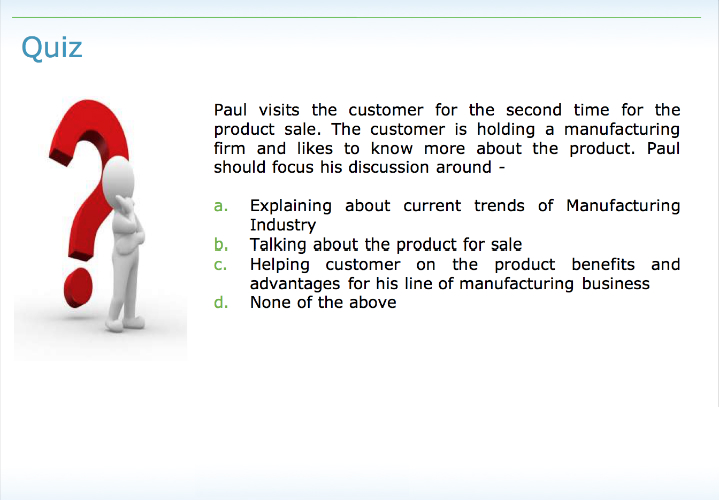 Quiz
Paul visits the customer for the second time for the
product sale. The customer is holding a manufacturing
firm and likes to know more about the product. Paul
should focus his discussion around -
a. Explaining about current trends of Manufacturing
Industry
b. Talking about the product for sale
c. Helping customer on the product benefits and
advantages for his line of manufacturing business
d. None of the above